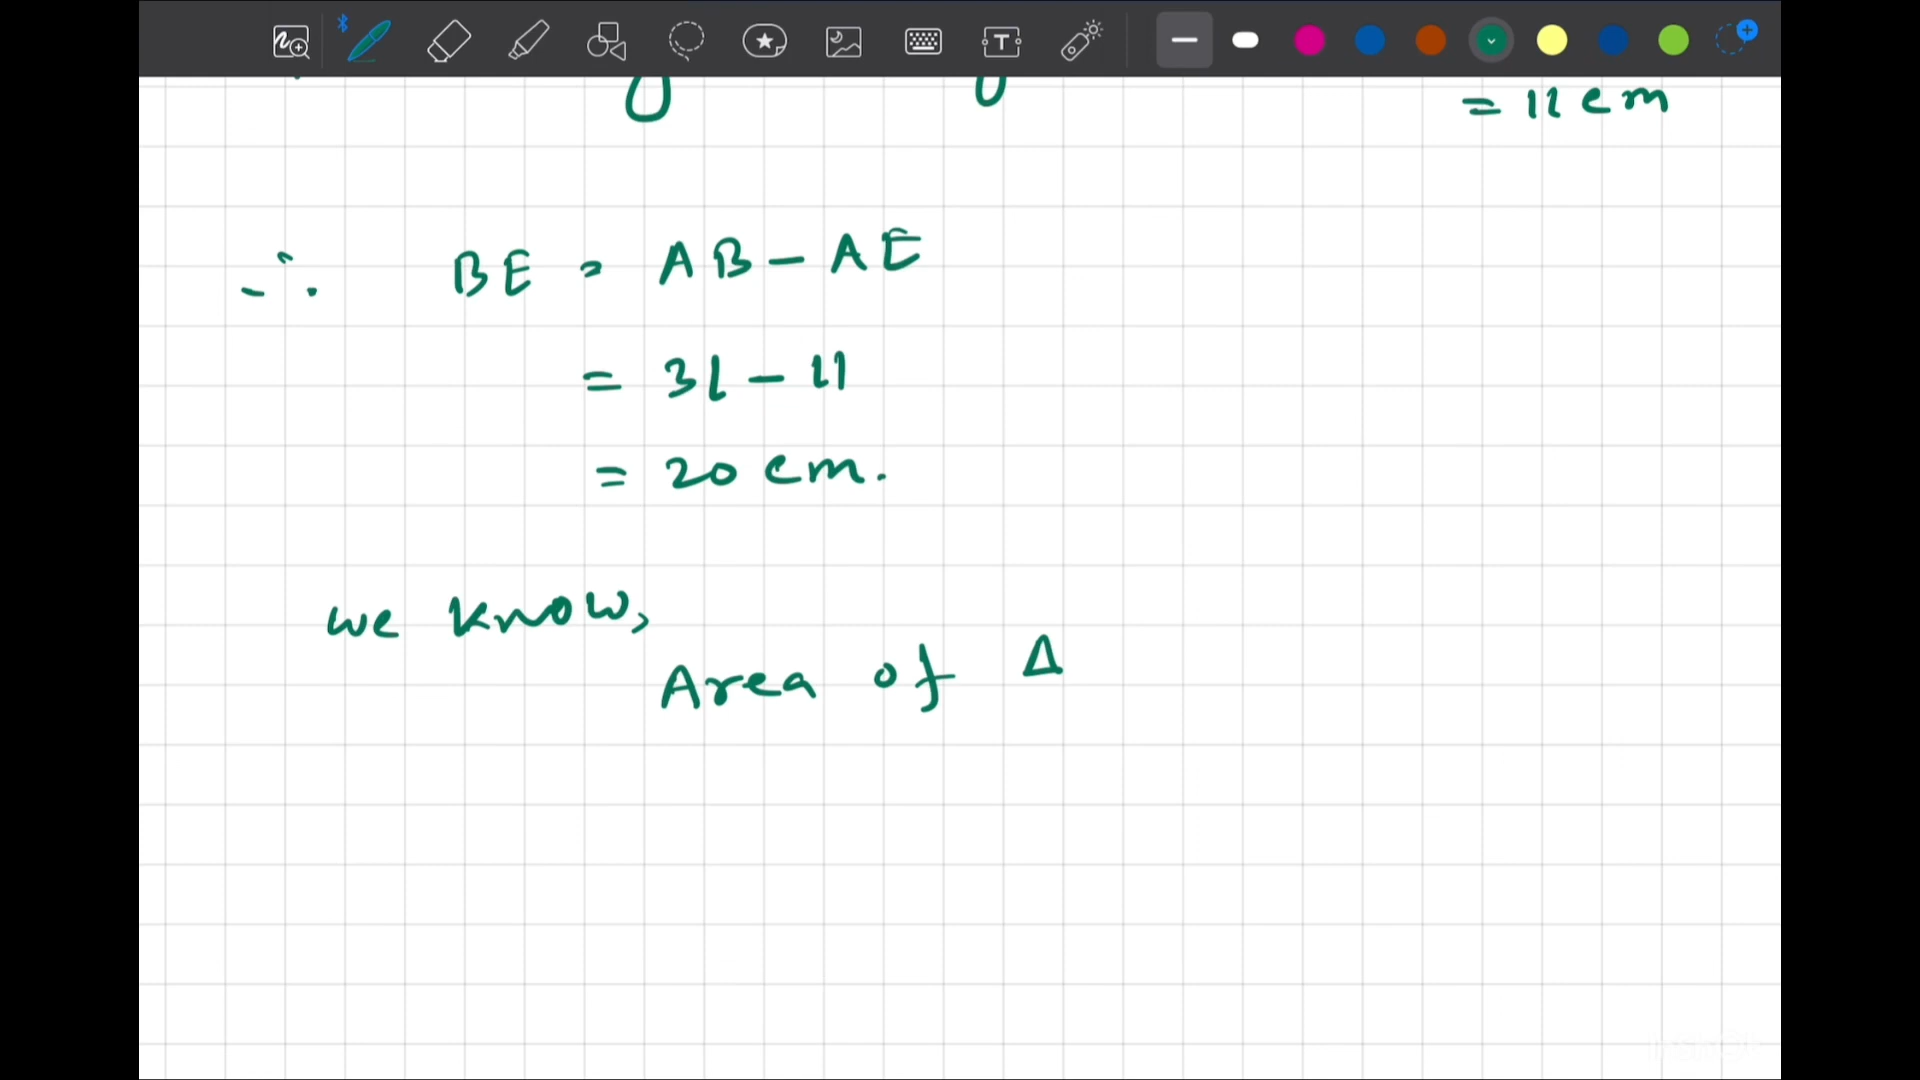 = 11 cm
∴ BE = AB - AE
= 31 - 11
= 20 cm.
we know,
Area of Δ
T